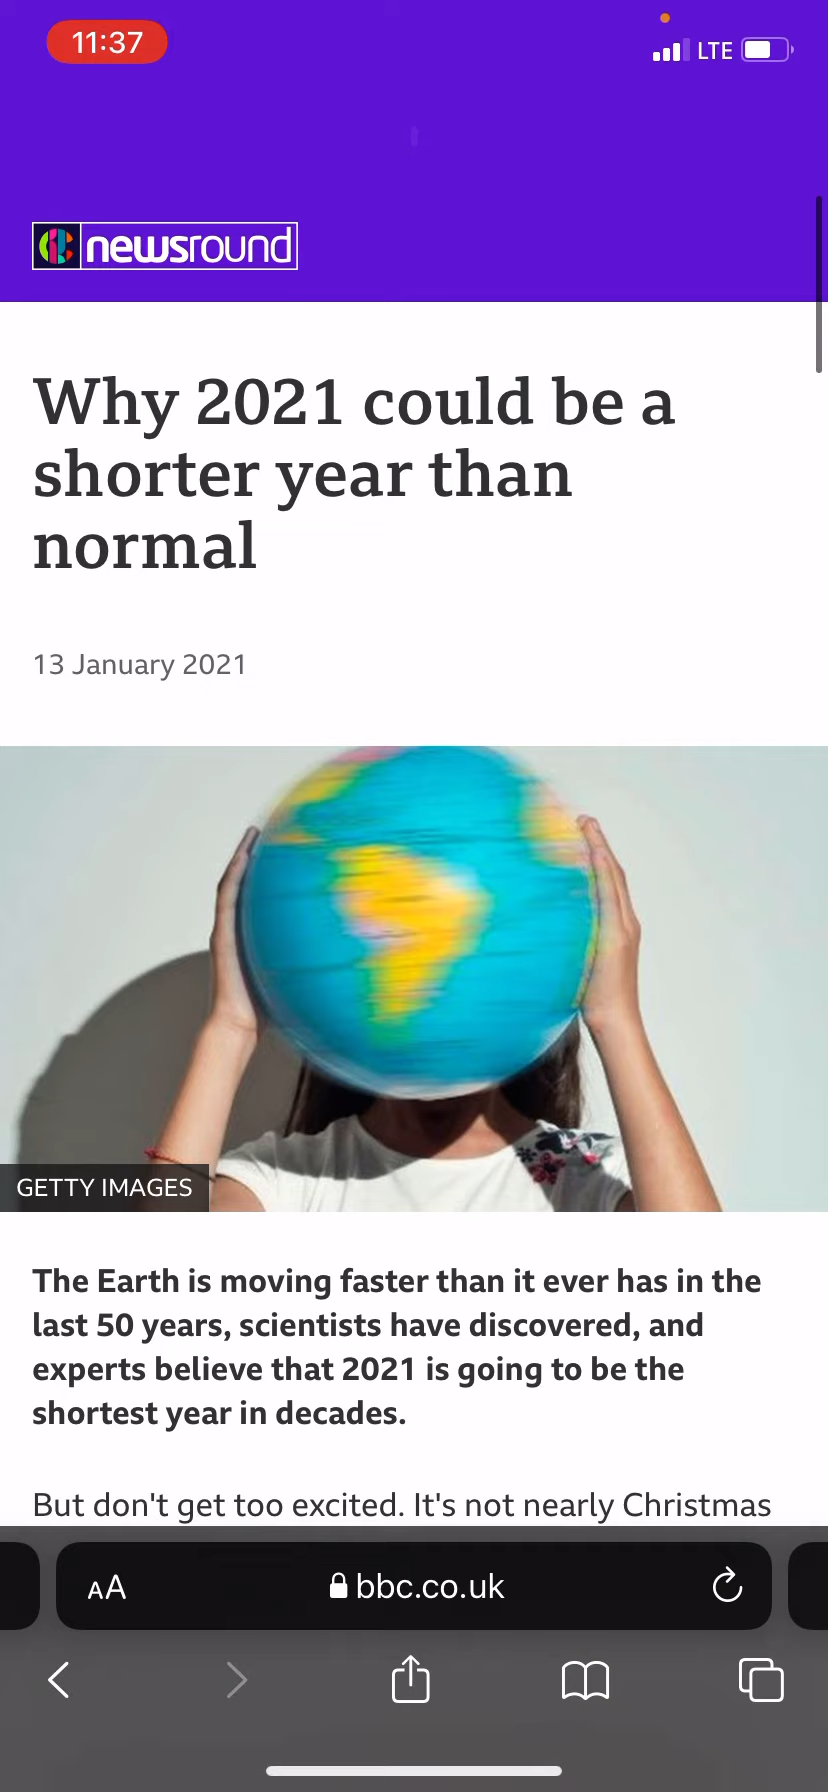 11:37
LTE
newsround
Why 2021 could be a
shorter year than
normal
13 January 2021
GETTY IMAGES
The Earth is moving faster than it ever has in the
last 50 years, scientists have discovered, and
experts believe that 2021 is going to be the
shortest year in decades.
But don't get too excited. It's not nearly Christmas
AA
bbc.co.uk